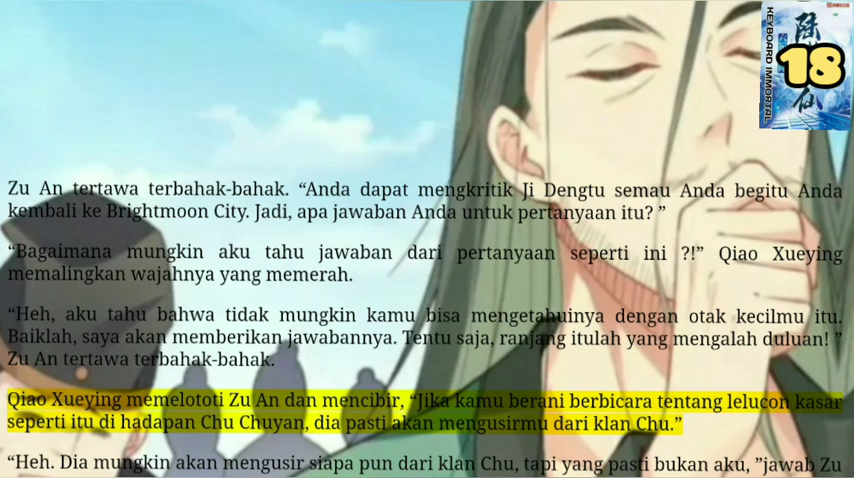 KEYBOARD IMMORTAL
18
Zu An tertawa terbahak-bahak. “Anda dapat mengkritik Ji Dengtu semau Anda begitu Anda
kembali ke Brightmoon City. Jadi, apa jawaban Anda untuk pertanyaan itu? ”
“Bagaimana mungkin aku tahu jawaban dari pertanyaan seperti ini ?!” Qiao Xueying
memalingkan wajahnya yang memerah.
“Heh, aku tahu bahwa tidak mungkin kamu bisa mengetahuinya dengan otak kecilmu itu.
Baiklah, saya akan memberikan jawabannya. Tentu saja, ranjang itulah yang mengalah duluan! ”
Zu An tertawa terbahak-bahak.
Qiao Xueying memelototi Zu An dan mencibir, “Jika kamu berani berbicara tentang lelucon kasar
seperti itu di hadapan Chu Chuyan, dia pasti akan mengusirmu dari klan Chu.”
“Heh. Dia mungkin akan mengusir siapa pun dari klan Chu, tapi yang pasti bukan aku, ”jawab Zu